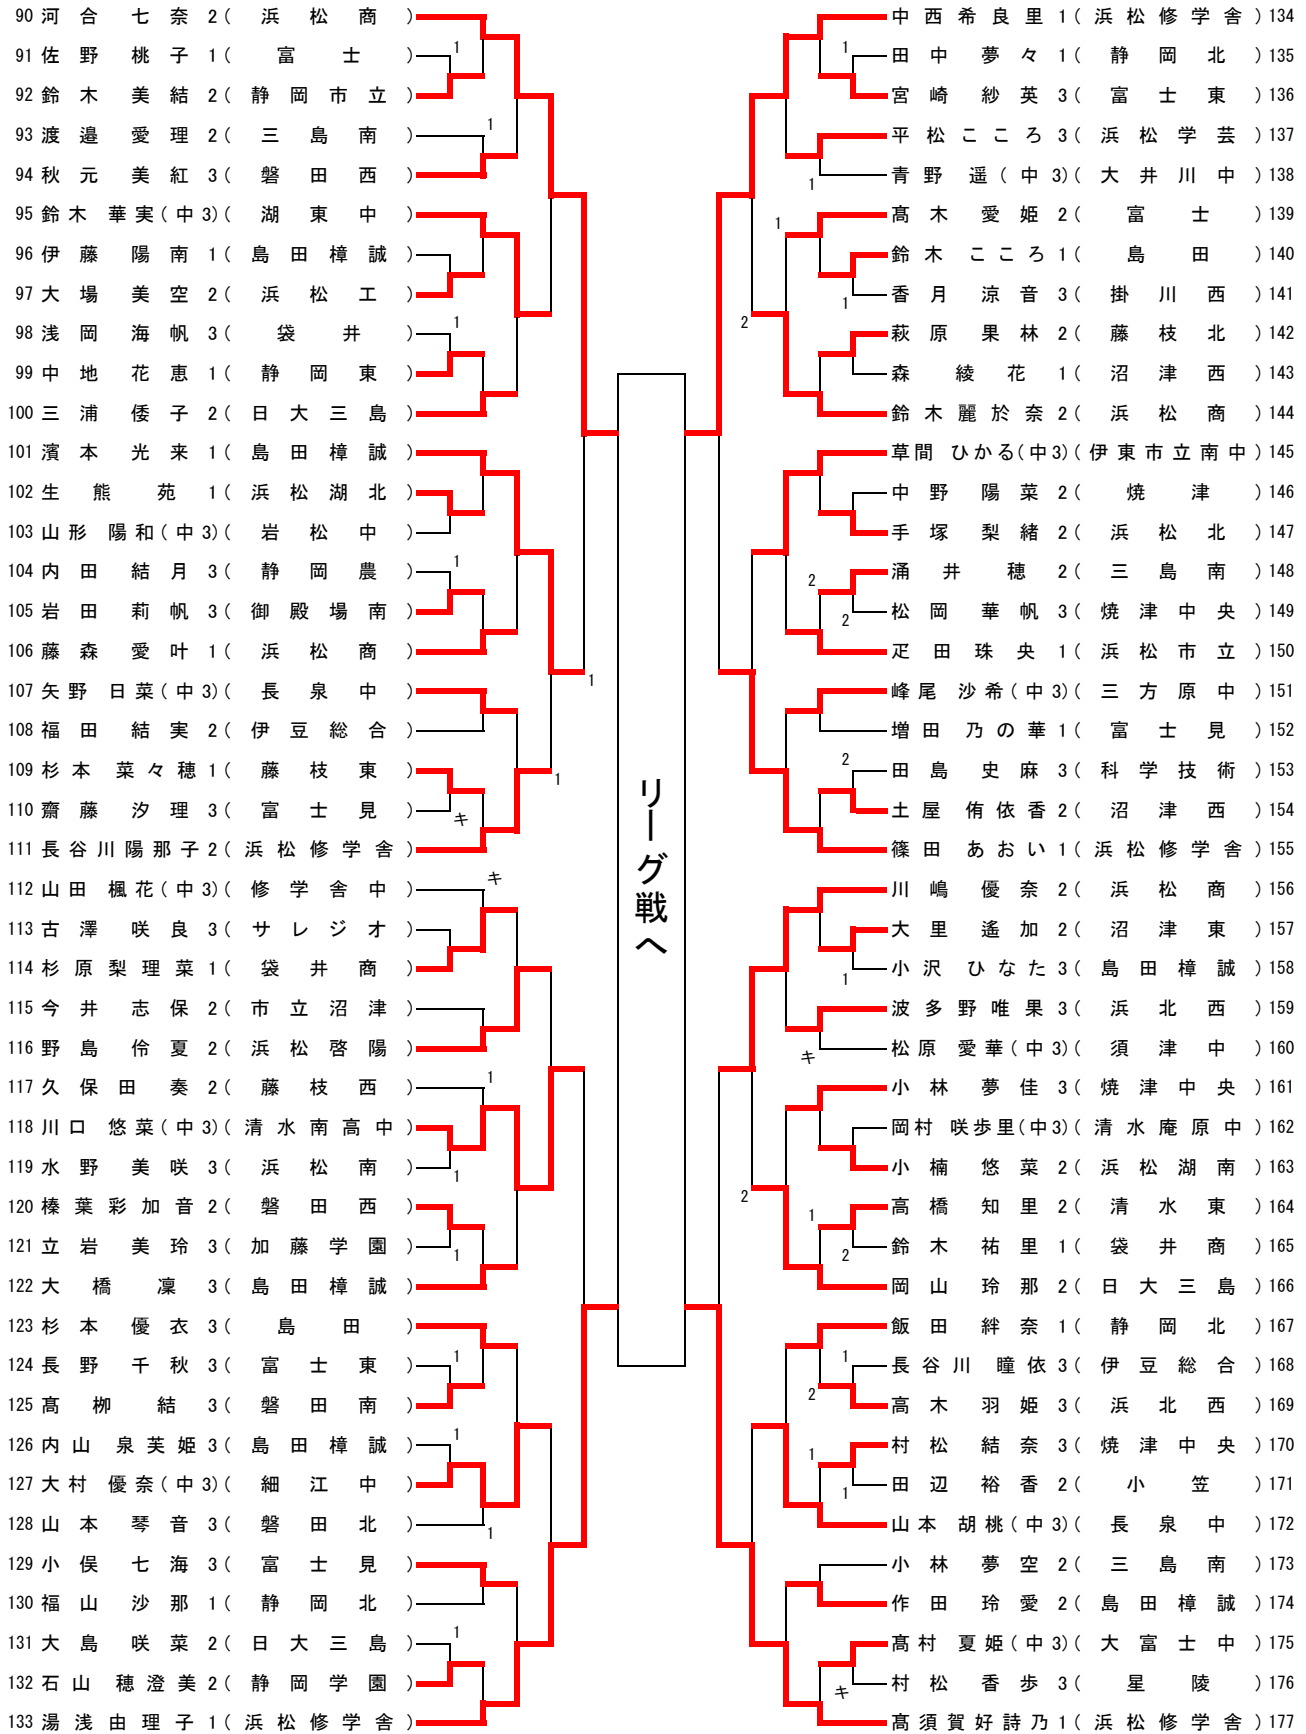 90 河合 七奈 2 ( 浜松商 )
91 佐野 桃子 1 ( 富士 )
1
92 鈴木 美結 2 ( 静岡市立 )
93 渡邉 愛理 2 ( 三島南 )
1
94 秋元 美紅 3 ( 磐田西 )
95 鈴木 華実(中3) ( 湖東中 )
96 伊藤 陽南 1 ( 島田樟誠 )
97 大場 美空 2 ( 浜松工 )
98 浅岡 海帆 3 ( 袋井 )
1
99 中地 花恵 1 ( 静岡東 )
100 三浦 倭子 2 ( 日大三島 )
101 濱本 光来 1 ( 島田樟誠 )
102 生熊 苑 1 ( 浜松湖北 )
103 山形 陽和(中3) ( 岩松中 )
104 内田 結月 3 ( 静岡農 )
1
105 岩田 莉帆 3 ( 御殿場南 )
106 藤森 愛叶 1 ( 浜松商 )
1
107 矢野 日菜(中3) ( 長泉中 )
108 福田 結実 2 ( 伊豆総合 )
109 杉本 菜々穂 1 ( 藤枝東 )
1
110 齋藤 汐理 3 ( 富士見 )
キ
111 長谷川陽那子 2 ( 浜松修学舎 )
112 山田 楓花(中3) ( 修学舎中 )
キ
113 古澤 咲良 3 ( サレジオ )
114 杉原梨理菜 1 ( 袋井商 )
115 今井 志保 2 ( 市立沼津 )
116 野島 伶夏 2 ( 浜松啓陽 )
117 久保田 奏 2 ( 藤枝西 )
1
118 川口 悠菜(中3) ( 清水南高中 )
119 水野 美咲 3 ( 浜松南 )
1
120 榛葉彩加音 2 ( 磐田西 )
121 立岩 美玲 3 ( 加藤学園 )
1
122 大橋 凜 3 ( 島田樟誠 )
123 杉本 優衣 3 ( 島田 )
124 長野 千秋 3 ( 富士東 )
1
125 髙栁 結 3 ( 磐田南 )
126 内山 泉芙姫 3 ( 島田樟誠 )
1
127 大村 優奈(中3) ( 細江中 )
128 山本 琴音 3 ( 磐田北 )
1
129 小俣 七海 3 ( 富士見 )
130 福山 沙那 1 ( 静岡北 )
131 大島 咲菜 2 ( 日大三島 )
1
132 石山 穂澄美 2 ( 静岡学園 )
133 湯浅由理子 1 ( 浜松修学舎 )
リーグ戦へ
中西希良里 1 ( 浜松修学舎 ) 134
1
田中夢々 1 ( 静岡北 ) 135
宮崎 紗英 3 ( 富士東 ) 136
平松こころ 3 ( 浜松学芸 ) 137
青野 遥(中3) ( 大井川中 ) 138
1
髙木 愛姫 2 ( 富士 ) 139
1
鈴木 こころ 1 ( 島田 ) 140
香月 涼音 3 ( 掛川西 ) 141
1
2
萩原 果林 2 ( 藤枝北 ) 142
森 綾花 1 ( 沼津西 ) 143
鈴木麗於奈 2 ( 浜松商 ) 144
草間 ひかる(中3) ( 伊東市立南中 ) 145
中野 陽菜 2 ( 焼津 ) 146
手塚 梨緒 2 ( 浜松北 ) 147
涌井 穂 2 ( 三島南 ) 148
2
松岡 華帆 3 ( 焼津中央 ) 149
2
疋田 珠央 1 ( 浜松市立 ) 150
峰尾 沙希(中3) ( 三方原中 ) 151
増田 乃の華 1 ( 富士見 ) 152
2
田島 史麻 3 ( 科学技術 ) 153
土屋 侑依香 2 ( 沼津西 ) 154
篠田 あおい 1 ( 浜松修学舎 ) 155
川嶋 優奈 2 ( 浜松商 ) 156
大里 遙加 2 ( 沼津東 ) 157
小沢 ひなた 3 ( 島田樟誠 ) 158
1
波多野唯果 3 ( 浜北西 ) 159
松原 愛華(中3) ( 須津中 ) 160
キ
小林 夢佳 3 ( 焼津中央 ) 161
岡村 咲歩里(中3) ( 清水庵原中 ) 162
小楠 悠菜 2 ( 浜松湖南 ) 163
2
高橋 知里 2 ( 清水東 ) 164
1
鈴木 祐里 1 ( 袋井商 ) 165
2
岡山 玲那 2 ( 日大三島 ) 166
飯田 絆奈 1 ( 静岡北 ) 167
1
長谷川 瞳依 3 ( 伊豆総合 ) 168
2
高木 羽姫 3 ( 浜北西 ) 169
村松 結奈 3 ( 焼津中央 ) 170
1
田辺 裕香 2 ( 小笠 ) 171
1
山本 胡桃(中3) ( 長泉中 ) 172
小林 夢空 2 ( 三島南 ) 173
作田 玲愛 2 ( 島田樟誠 ) 174
髙村 夏姫(中3) ( 大富士中 ) 175
村松 香歩 3 ( 星陵 ) 176
キ
髙須賀好詩乃 1 ( 浜松修学舎 ) 177